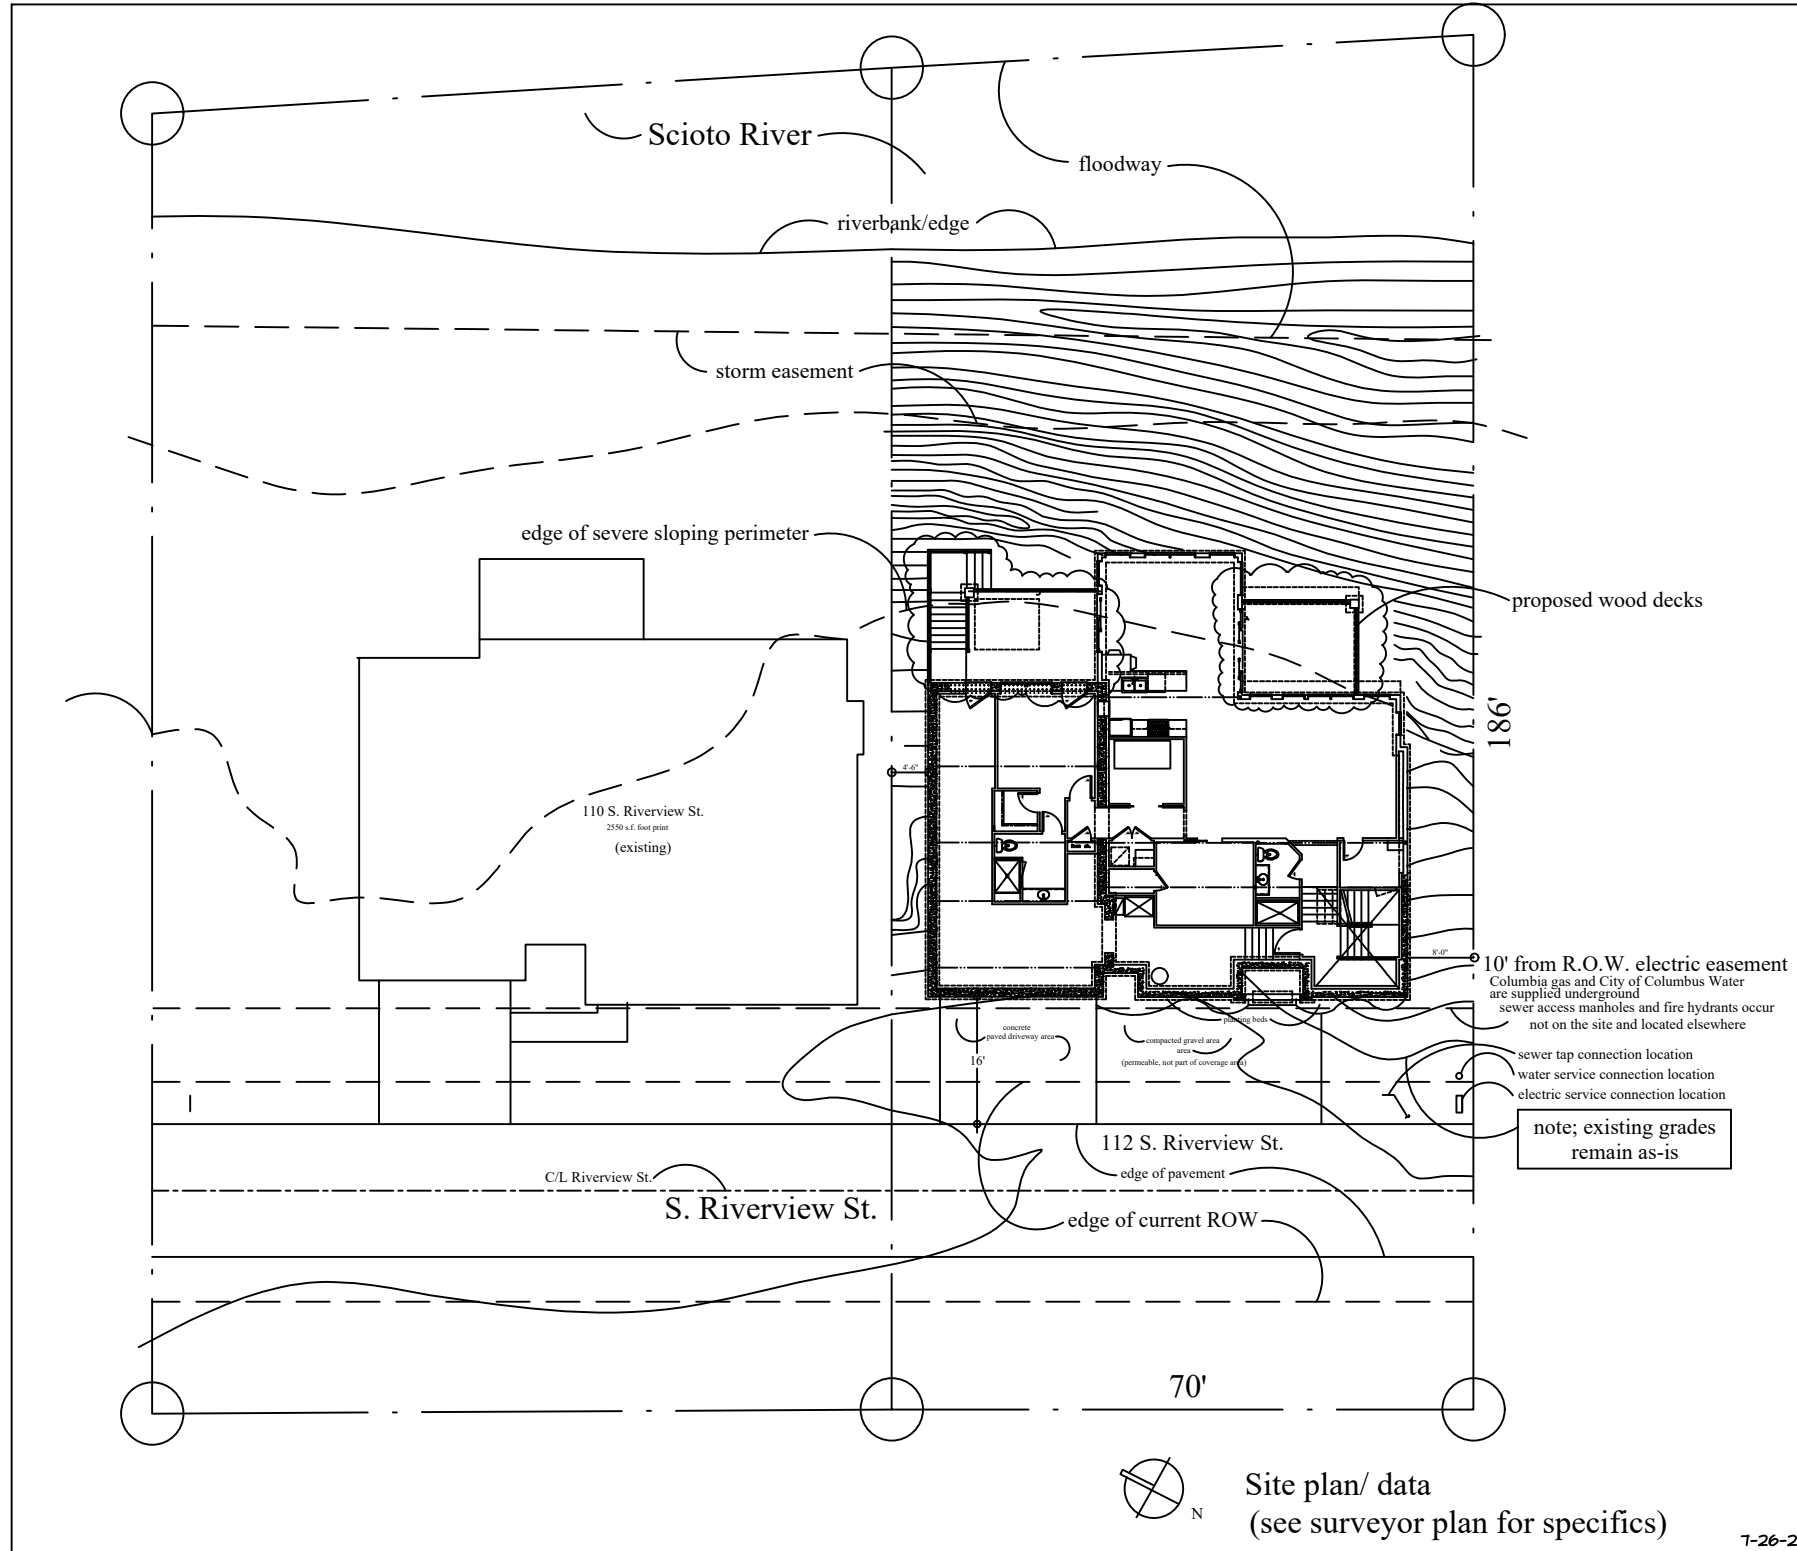 Scioto River
floodway
riverbank/edge
storm easement
edge of severe sloping perimeter
proposed wood decks
186'
4'-6"
110 S. Riverview St.
2550 s.f. foot print
(existing)
8'-0"
10' from R.O.W. electric easement
Columbia gas and City of Columbus Water
are supplied underground
sewer access manholes and fire hydrants occur
not on the site and located elsewhere
planting beds
concrete
paved driveway area
compacted gravel area
area
(permeable, not part of coverage area)
16'
sewer tap connection location
water service connection location
electric service connection location
note; existing grades
remain as-is
112 S. Riverview St.
edge of pavement
C/L Riverview St.
S. Riverview St.
edge of current ROW
70'
N
Site plan/ data
(see surveyor plan for specifics)
7-26-2